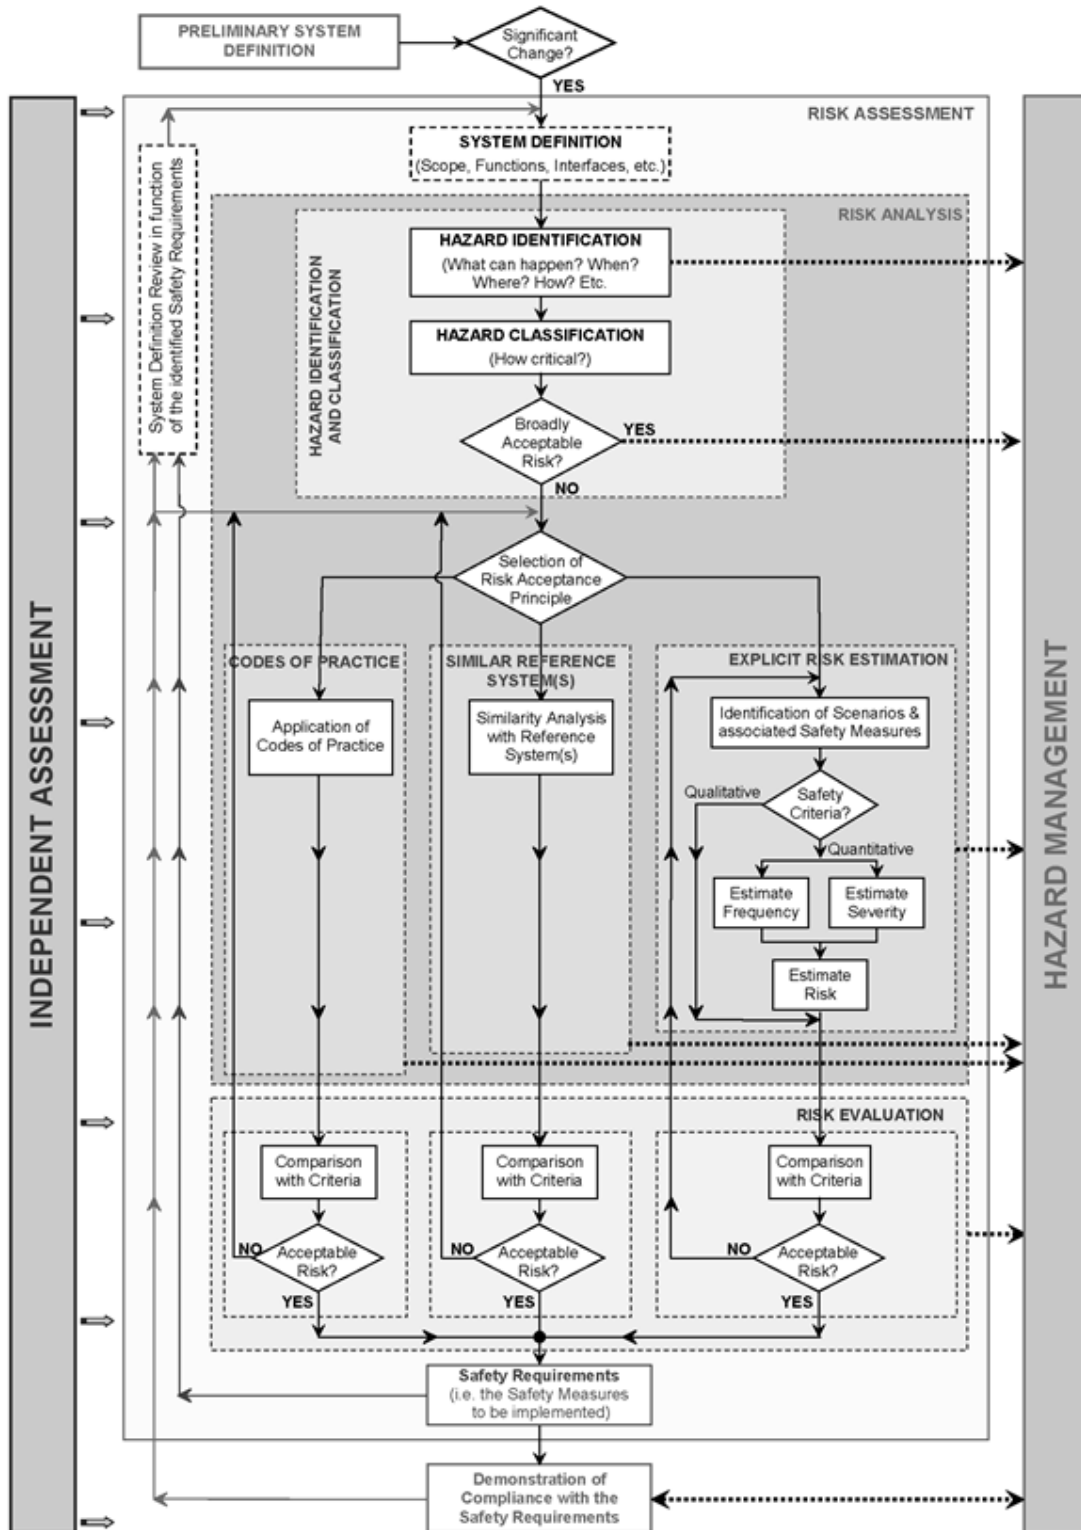 PRELIMINARY SYSTEM
DEFINITION
Significant
Change?
YES
RISK ASSESSMENT
SYSTEM DEFINITION
(Scope, Functions, Interfaces, etc.)
System Definition Review in function
of the identified Safety Requirements
RISK ANALYSIS
HAZARD IDENTIFICATION
AND CLASSIFICATION
HAZARD IDENTIFICATION
(What can happen? When?
Where? How? Etc.
HAZARD CLASSIFICATION
(How critical?)
Broadly
Acceptable
Risk?
YES
NO
Selection of
Risk Acceptance
Principle
INDEPENDENT ASSESSMENT
HAZARD MANAGEMENT
CODES OF PRACTICE
Application of
Codes of Practice
SIMILAR REFERENCE
SYSTEM(S)
Similarity Analysis
with Reference
System(s)
EXPLICIT RISK ESTIMATION
Identification of Scenarios &
associated Safety Measures
Qualitative
Safety
Criteria?
Quantitative
Estimate
Frequency
Estimate
Severity
Estimate
Risk
RISK EVALUATION
Comparison
with Criteria
NO
Acceptable
Risk?
YES
Comparison
with Criteria
NO
Acceptable
Risk?
YES
Comparison
with Criteria
NO
Acceptable
Risk?
YES
Safety Requirements
(i.e. the Safety Measures
to be implemented)
Demonstration of
Compliance with the
Safety Requirements